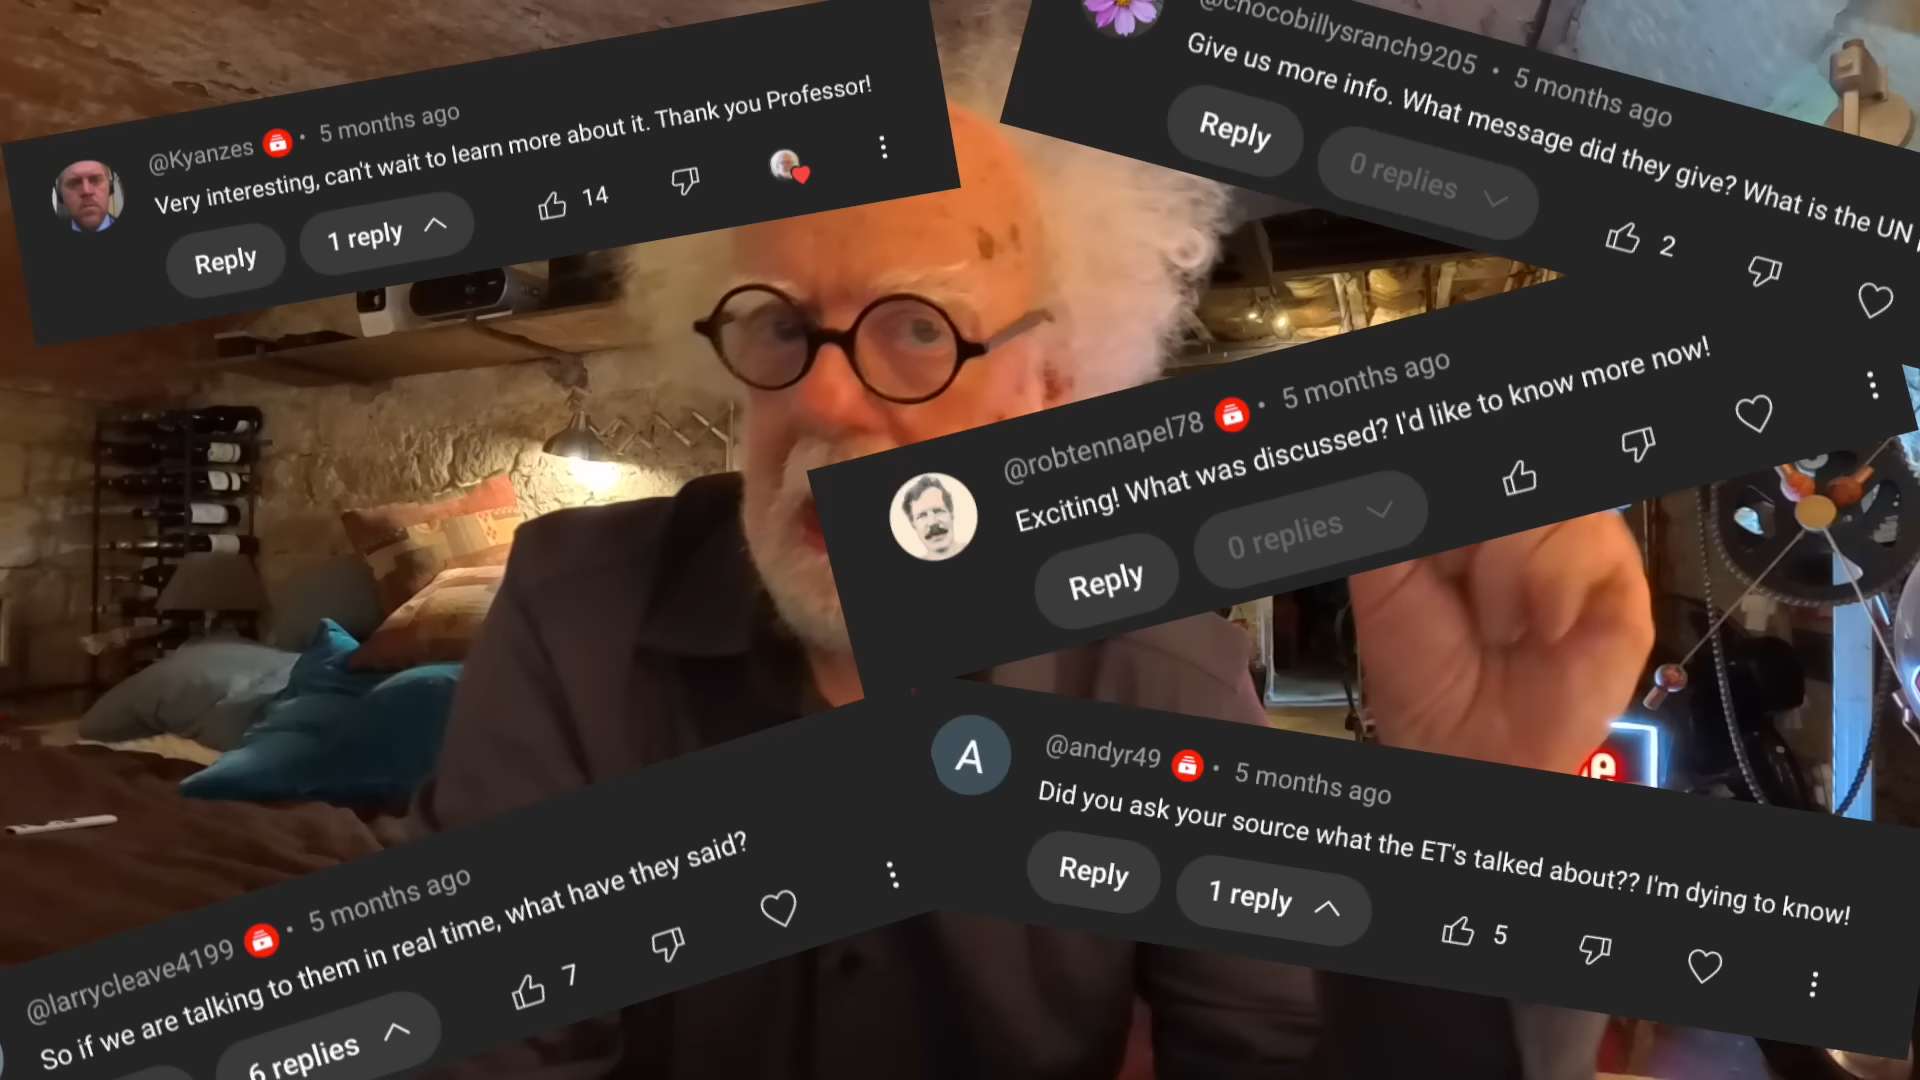 @Kyanzes • 5 months ago
Very interesting, can't wait to learn more about it. Thank you Professor!
Reply
1 reply
14
@chocobillysranch9205 • 5 months ago
Give us more info. What message did they give? What is the UN
Reply
0 replies
2
@robtennapel78 • 5 months ago
Exciting! What was discussed? I'd like to know more now!
Reply
0 replies
A
@andyr49 • 5 months ago
Did you ask your source what the ET's talked about?? I'm dying to know!
Reply
1 reply
5
@larrycleave4199 • 5 months ago
So if we are talking to them in real time, what have they said?
6 replies
7